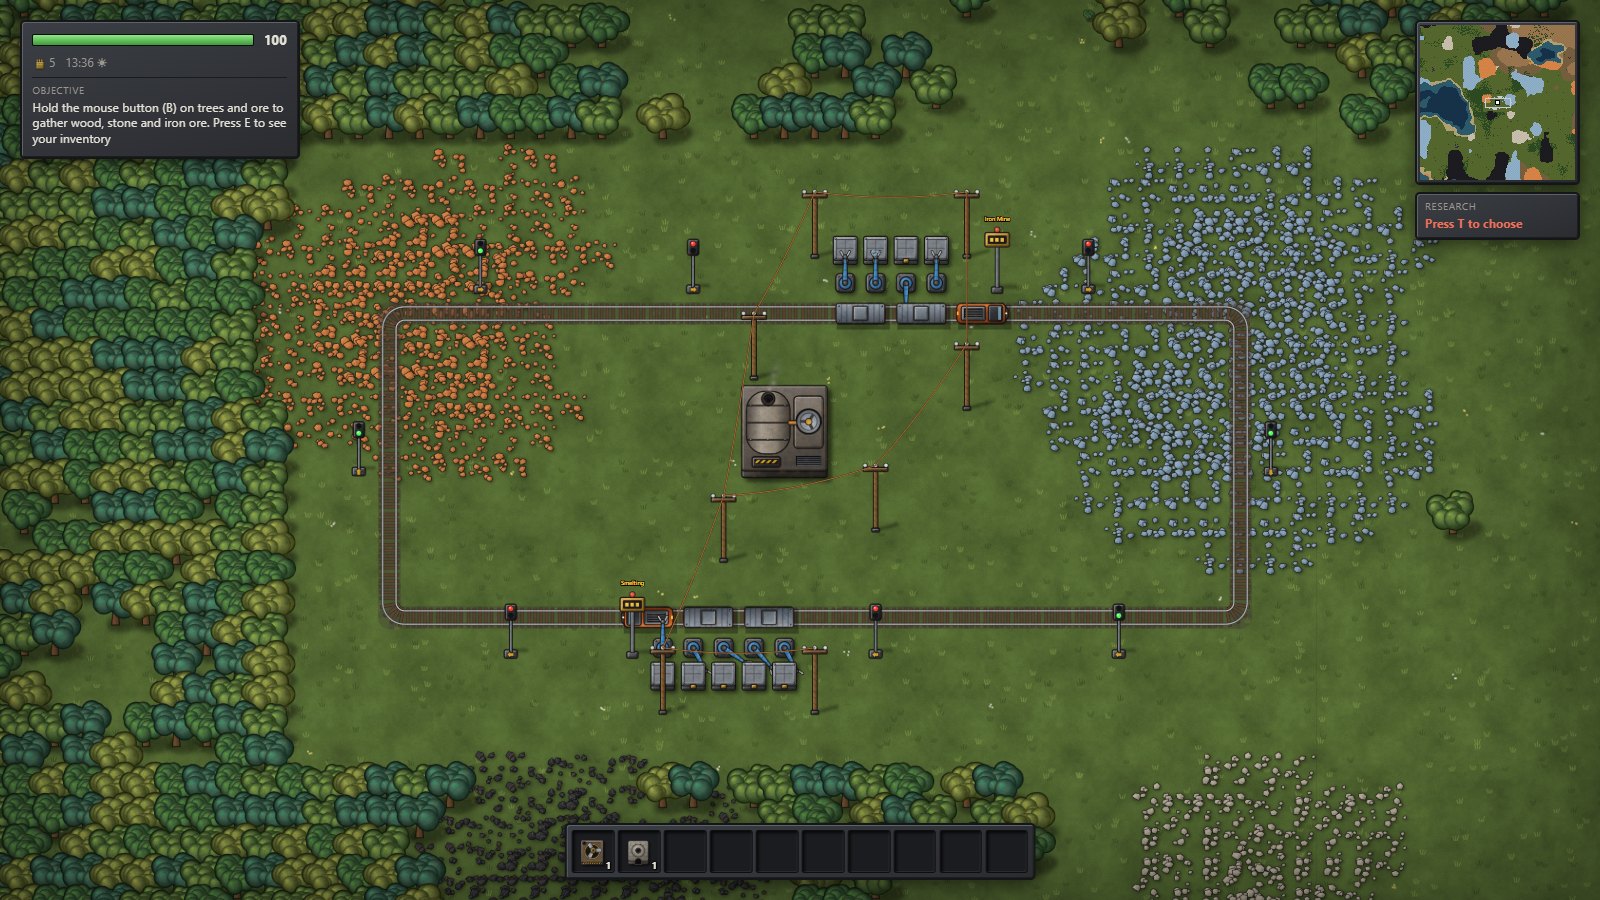 100
5 13:36
OBJECTIVE
Hold the mouse button (B) on trees and ore to
gather wood, stone and iron ore. Press E to see
your inventory
RESEARCH
Press T to choose
Iron Mine
Smelting
1
1